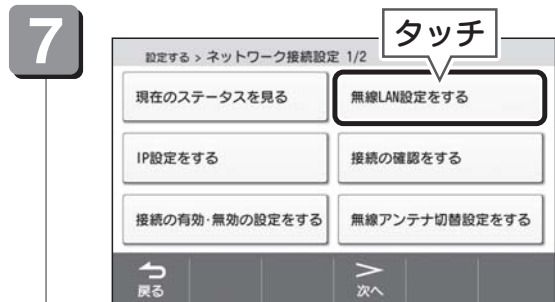 7
タッチ
設定する > ネットワーク接続設定 1/2
現在のステータスを見る
無線LAN設定をする
IP設定をする
接続の確認をする
接続の有効･無効の設定をする
無線アンテナ切替設定をする
戻る
次へ